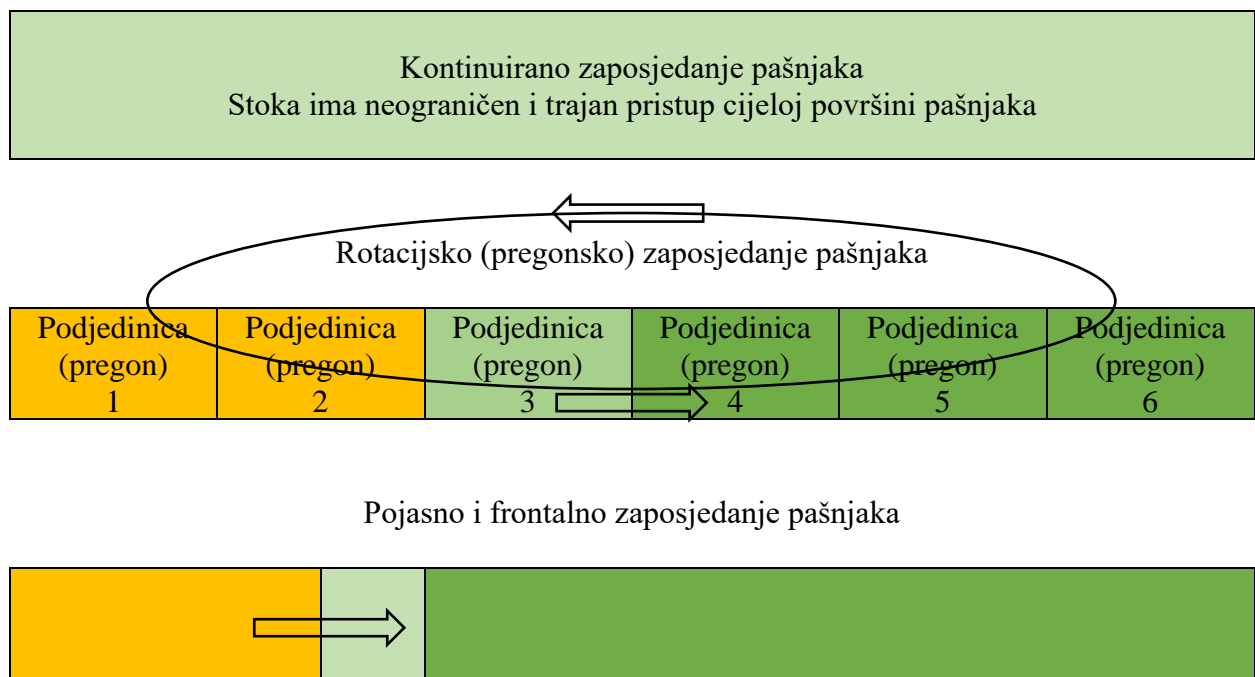 Kontinuirano zaposjedanje pašnjaka
Stoka ima neograničen i trajan pristup cijeloj površini pašnjaka
Rotacijsko (pregonsko) zaposjedanje pašnjaka
Podjedinica
(pregon)
1
Podjedinica
(pregon)
2
Podjedinica
(pregon)
3
Podjedinica
(pregon)
4
Podjedinica
(pregon)
5
Podjedinica
(pregon)
6
Pojasno i frontalno zaposjedanje pašnjaka